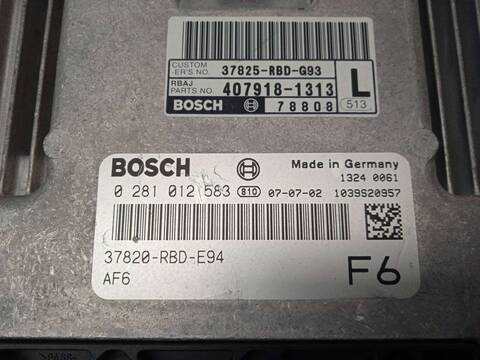 CUSTOM
-ER'S NO. 37825-RBD-G93
RBAJ
PARTS NO. 407918-1313 L
BOSCH 78808 513
BOSCH Made in Germany
1324 0061
0 281 012 583 810 07-07-02 1039S20957
37820-RBD-E94
AF6 F6